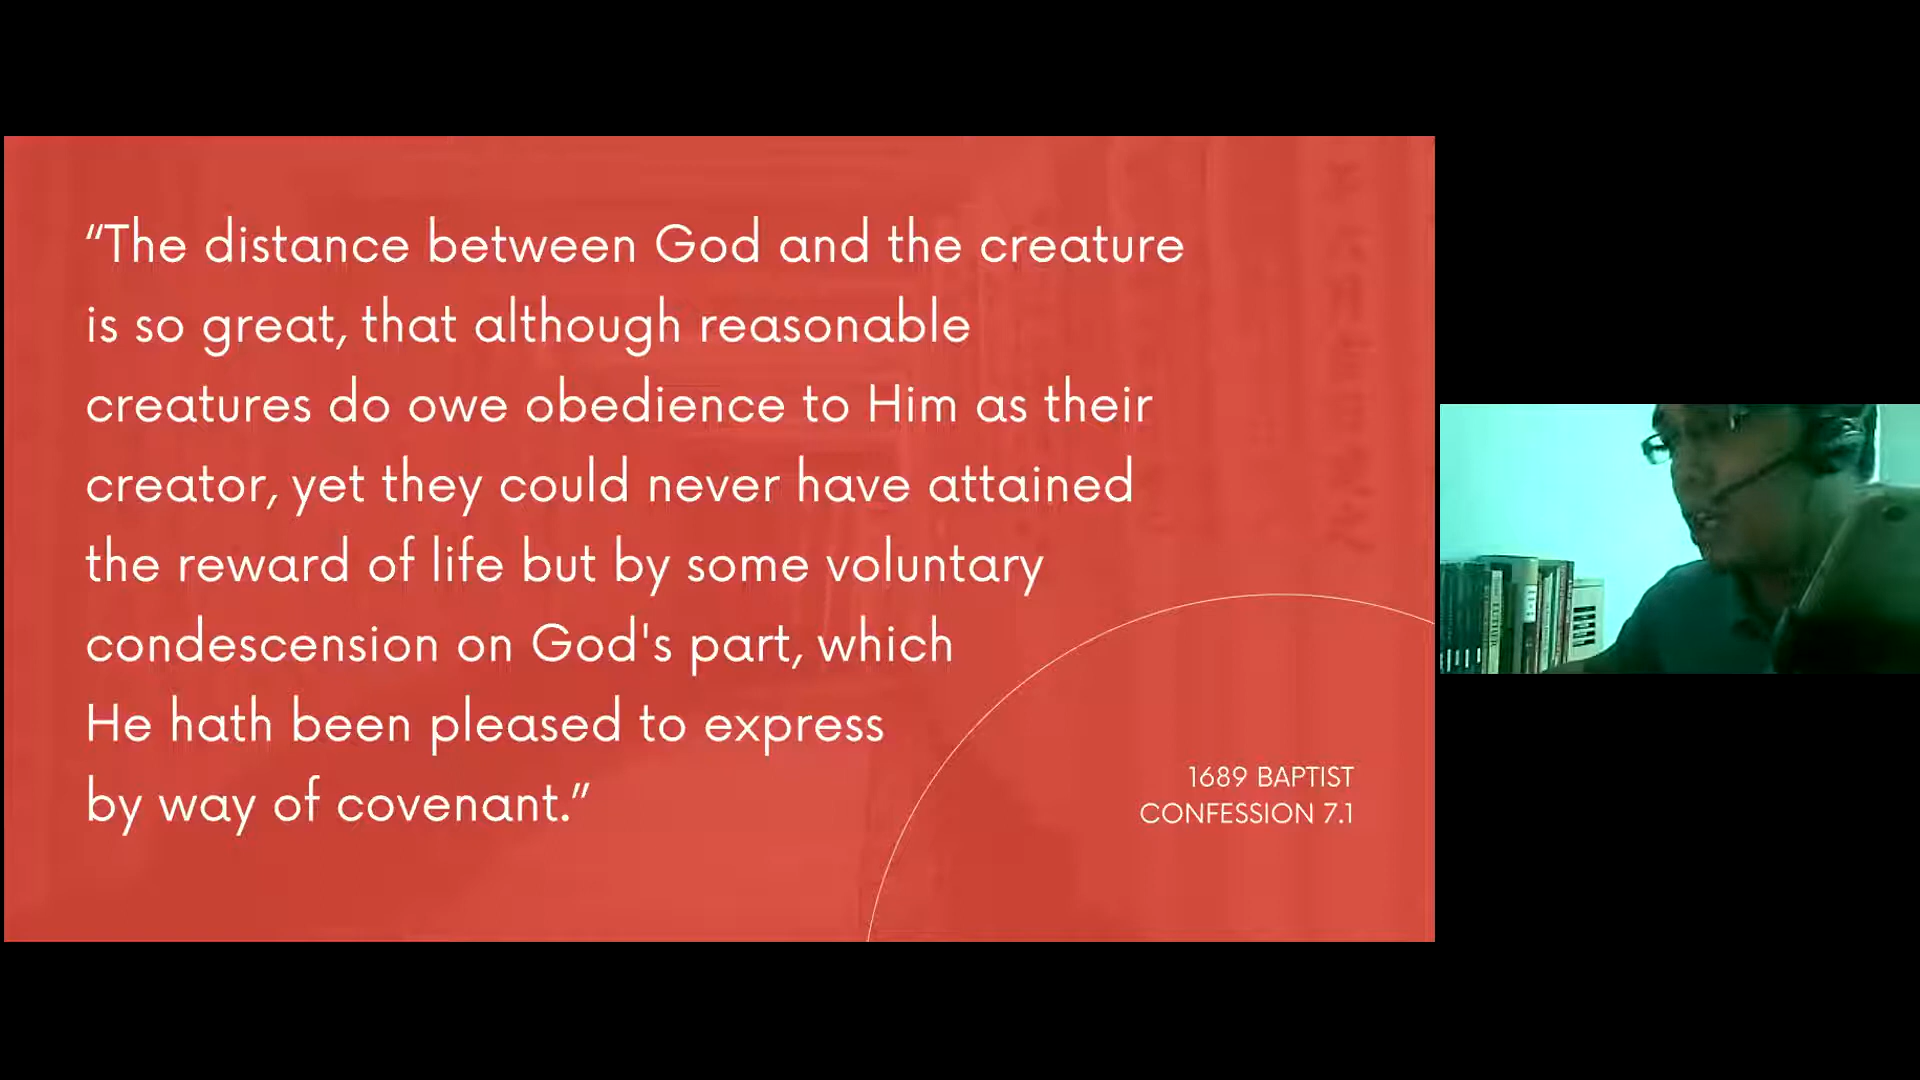 “The distance between God and the creature
is so great, that although reasonable
creatures do owe obedience to Him as their
creator, yet they could never have attained
the reward of life but by some voluntary
condescension on God's part, which
He hath been pleased to express
by way of covenant.”
1689 BAPTIST
CONFESSION 7.1